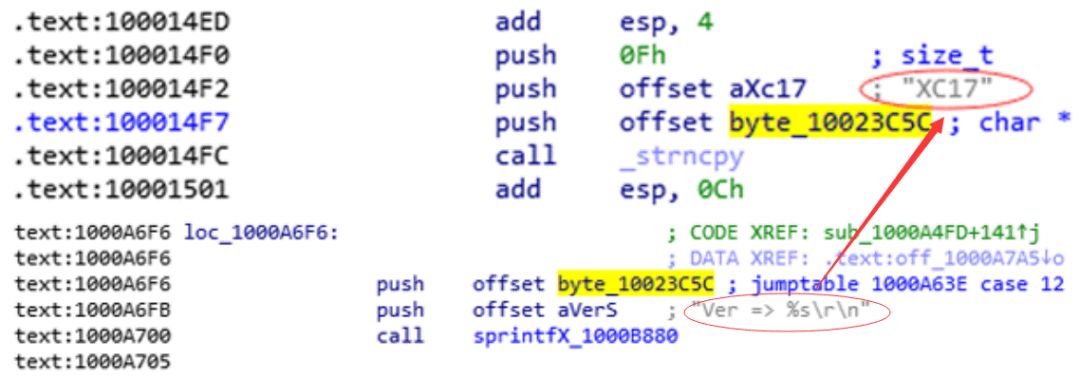 .text:100014ED add esp, 4
.text:100014F0 push 0Fh ; size_t
.text:100014F2 push offset aXc17 ; "XC17"
.text:100014F7 push offset byte_10023C5C ; char *
.text:100014FC call _strncpy
.text:10001501 add esp, 0Ch
text:1000A6F6 loc_1000A6F6: ; CODE XREF: sub_1000A4FD+141↑j
text:1000A6F6 ; DATA XREF: .text:off_1000A7A5↓o
text:1000A6F6 push offset byte_10023C5C ; jumptable 1000A63E case 12
text:1000A6FB push offset aVerS ; "Ver => %s\r\n"
text:1000A700 call sprintfX_1000B880
text:1000A705